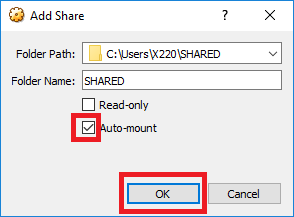 Add Share
Folder Path: C:\Users\X220\SHARED
Folder Name: SHARED
Read-only
Auto-mount
OK Cancel